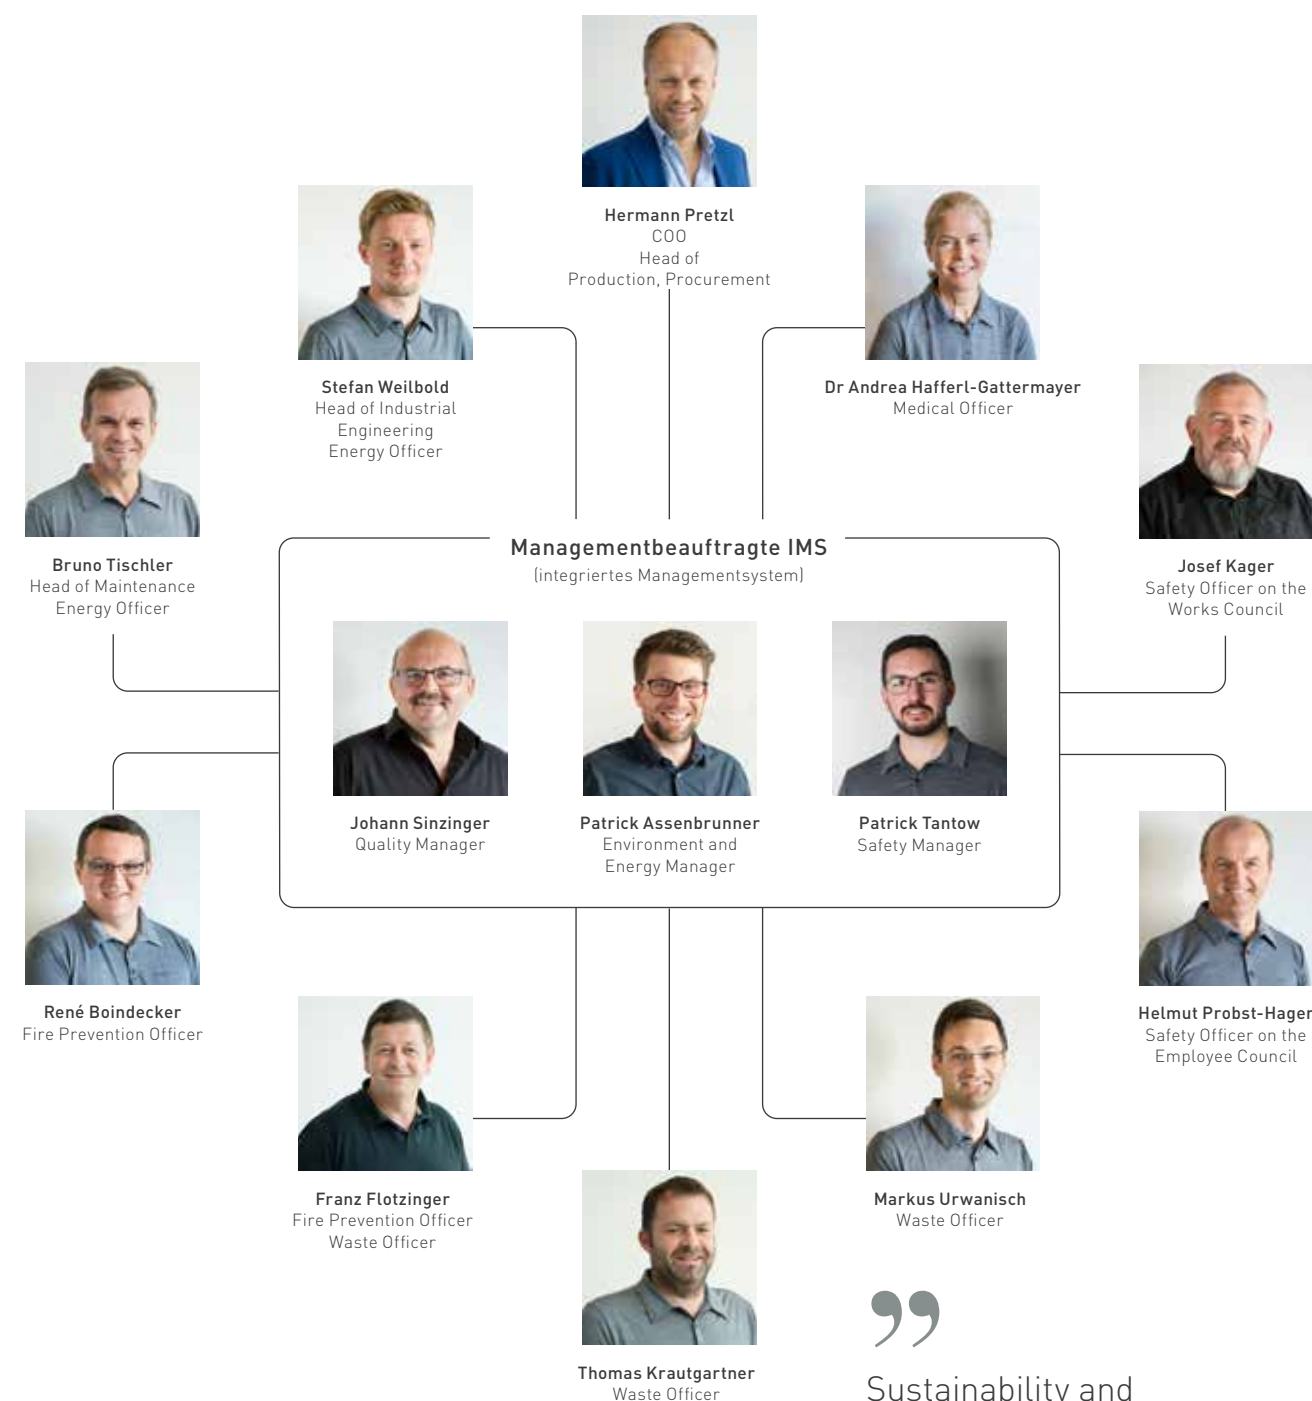 Hermann Pretzl
COO
Head of
Production, Procurement
Stefan Weilbold
Head of Industrial
Engineering
Energy Officer
Dr Andrea Hafferl-Gattermayer
Medical Officer
Bruno Tischler
Head of Maintenance
Energy Officer
Josef Kager
Safety Officer on the
Works Council
Managementbeauftragte IMS
(integriertes Managementsystem)
Johann Sinzinger
Quality Manager
Patrick Assenbrunner
Environment and
Energy Manager
Patrick Tantow
Safety Manager
René Boindecker
Fire Prevention Officer
Helmut Probst-Hager
Safety Officer on the
Employee Council
Franz Flotzinger
Fire Prevention Officer
Waste Officer
Markus Urwanisch
Waste Officer
Thomas Krautgartner
Waste Officer
”
Sustainability and